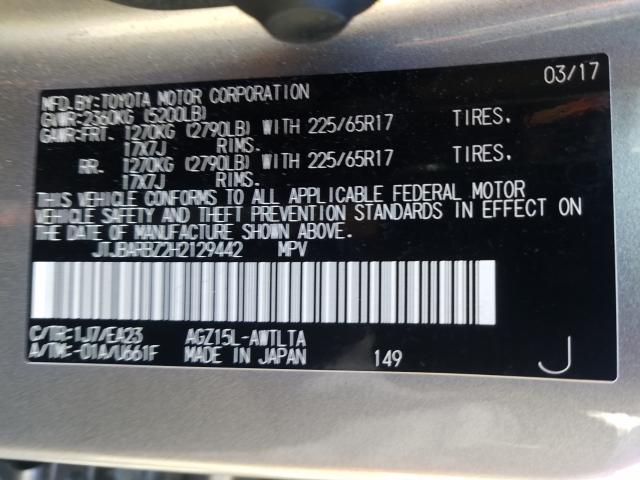 03/17
MFD.BY:TOYOTA MOTOR CORPORATION
GVWR:2360KG (5200LB)
GAWR:FRT. 1270KG (2790LB) WITH 225/65R17 TIRES,
17X7J RIMS.
RR. 1270KG (2790LB) WITH 225/65R17 TIRES,
17X7J RIMS.
THIS VEHICLE CONFORMS TO ALL APPLICABLE FEDERAL MOTOR
VEHICLE SAFETY AND THEFT PREVENTION STANDARDS IN EFFECT ON
THE DATE OF MANUFACTURE SHOWN ABOVE.
JTJBARBZ2H2129442 MPV
C/TR:1J7/EA23 AGZ15L-AWTLTA
A/TM:-01A/U661F MADE IN JAPAN 149 J